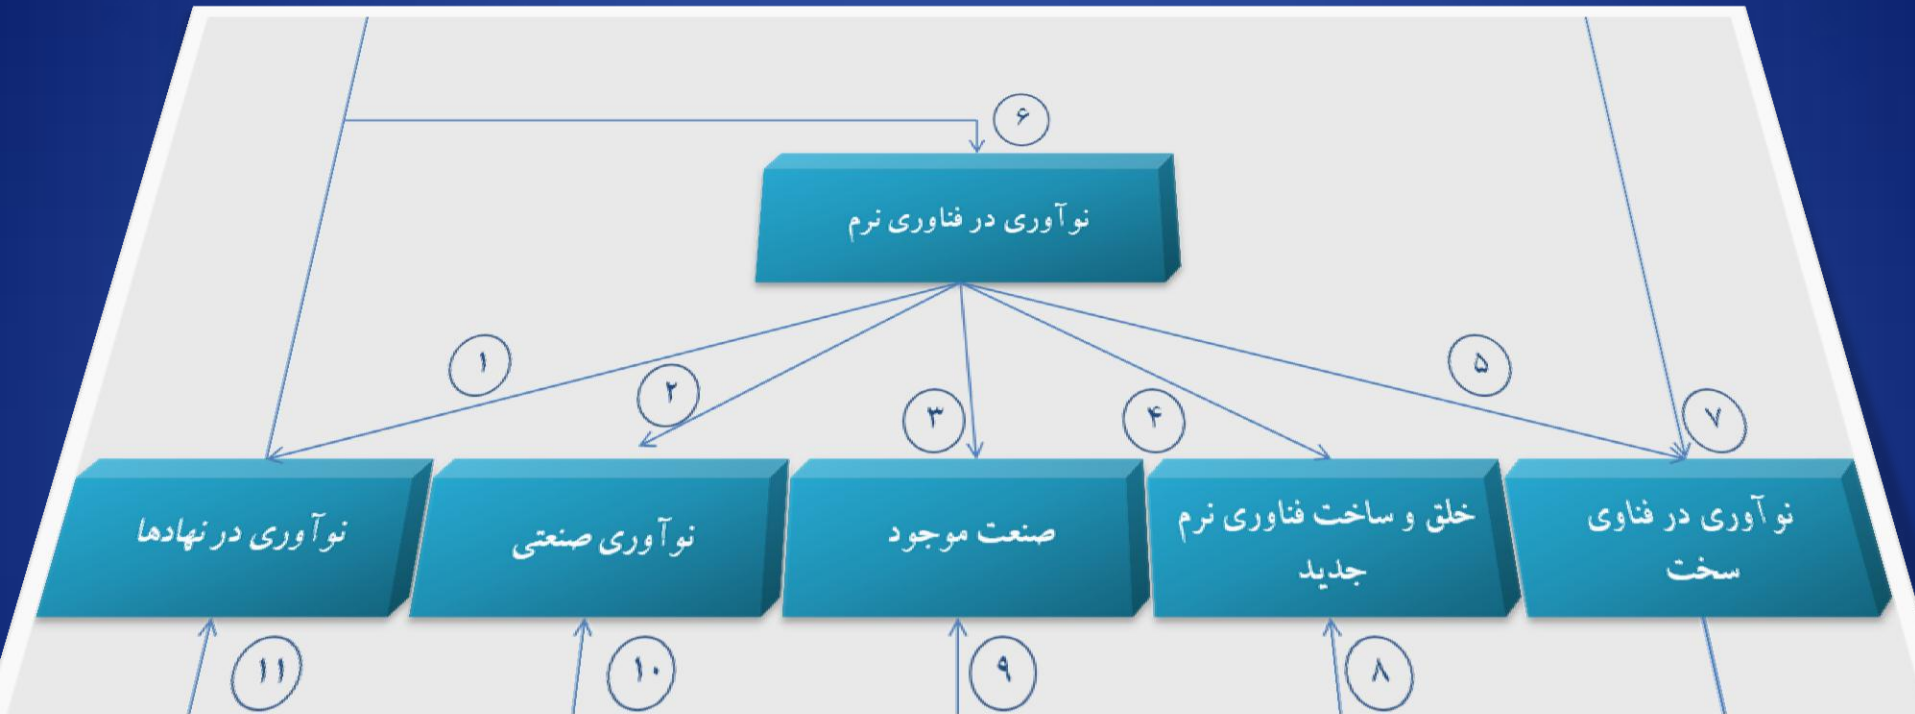 ۶
نوآوری در فناوری نرم
۵
۱
۲
۷
۴
۳
نوآوری در فناوی
سخت
خلق و ساخت فناوری نرم
جدید
صنعت موجود
نوآوری صنعتی
نوآوری در نهادها
۸
۹
۱۰
۱۱